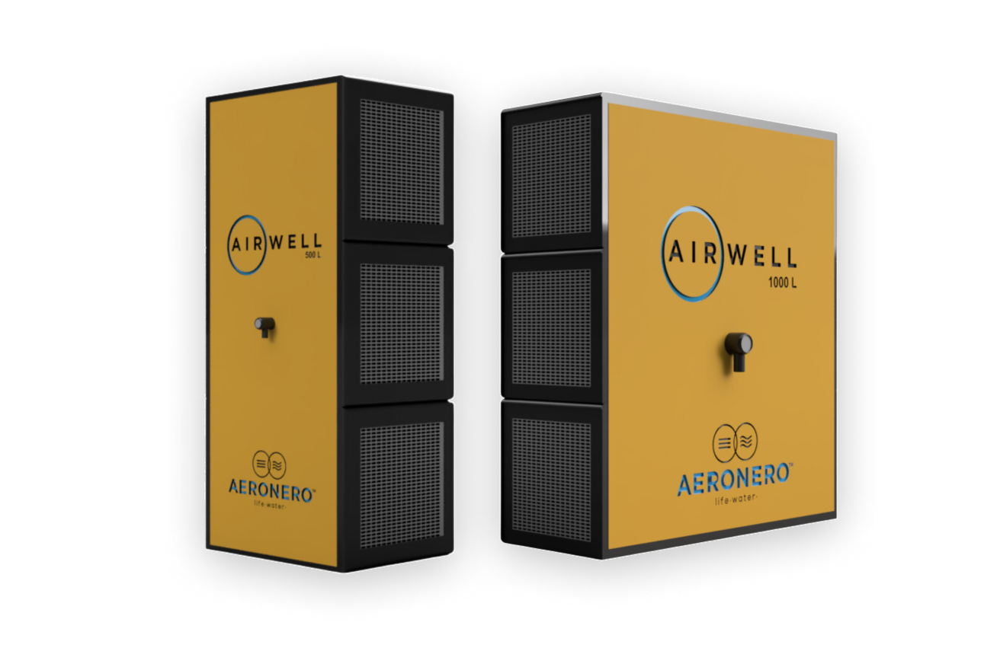 AIRWELL
500 L
AERONERO™
life·water·
AIRWELL
1000 L
AERONERO™
life·water·